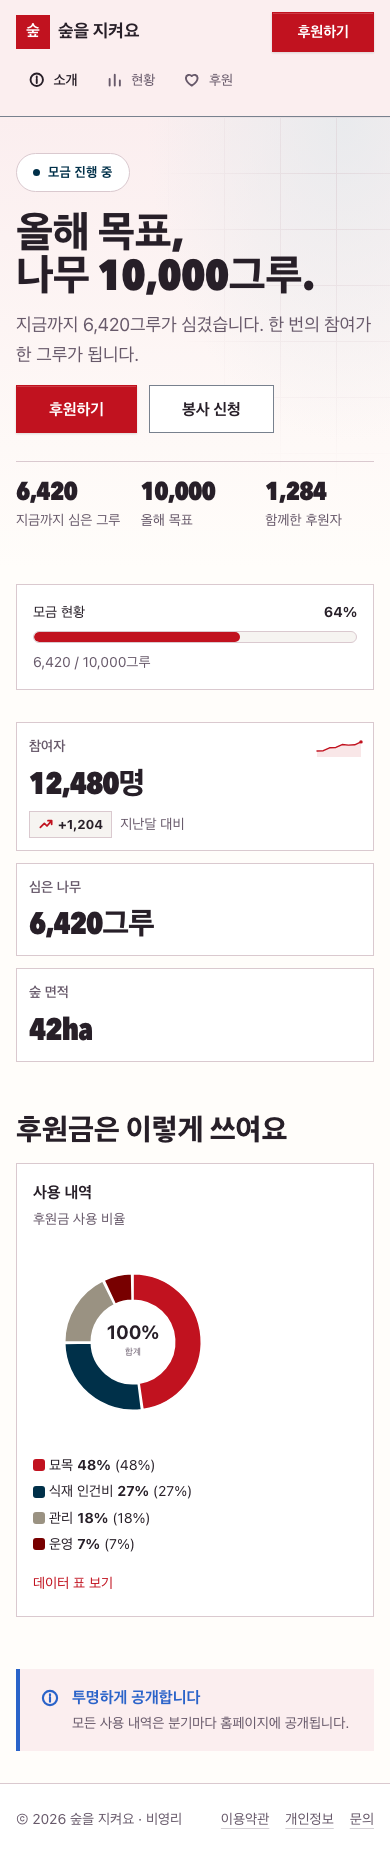 숲 숲을 지켜요 후원하기
소개 현황 후원
모금 진행 중
올해 목표,
나무 10,000그루.
지금까지 6,420그루가 심겼습니다. 한 번의 참여가
한 그루가 됩니다.
후원하기 봉사 신청
6,420 10,000 1,284
지금까지 심은 그루 올해 목표 함께한 후원자
모금 현황 64%
6,420 / 10,000그루
참여자
12,480명
+1,204 지난달 대비
심은 나무
6,420그루
숲 면적
42ha
후원금은 이렇게 쓰여요
사용 내역
후원금 사용 비율
100%
합계
묘목 48% (48%)
식재 인건비 27% (27%)
관리 18% (18%)
운영 7% (7%)
데이터 표 보기
투명하게 공개합니다
모든 사용 내역은 분기마다 홈페이지에 공개됩니다.
© 2026 숲을 지켜요 · 비영리 이용약관 개인정보 문의